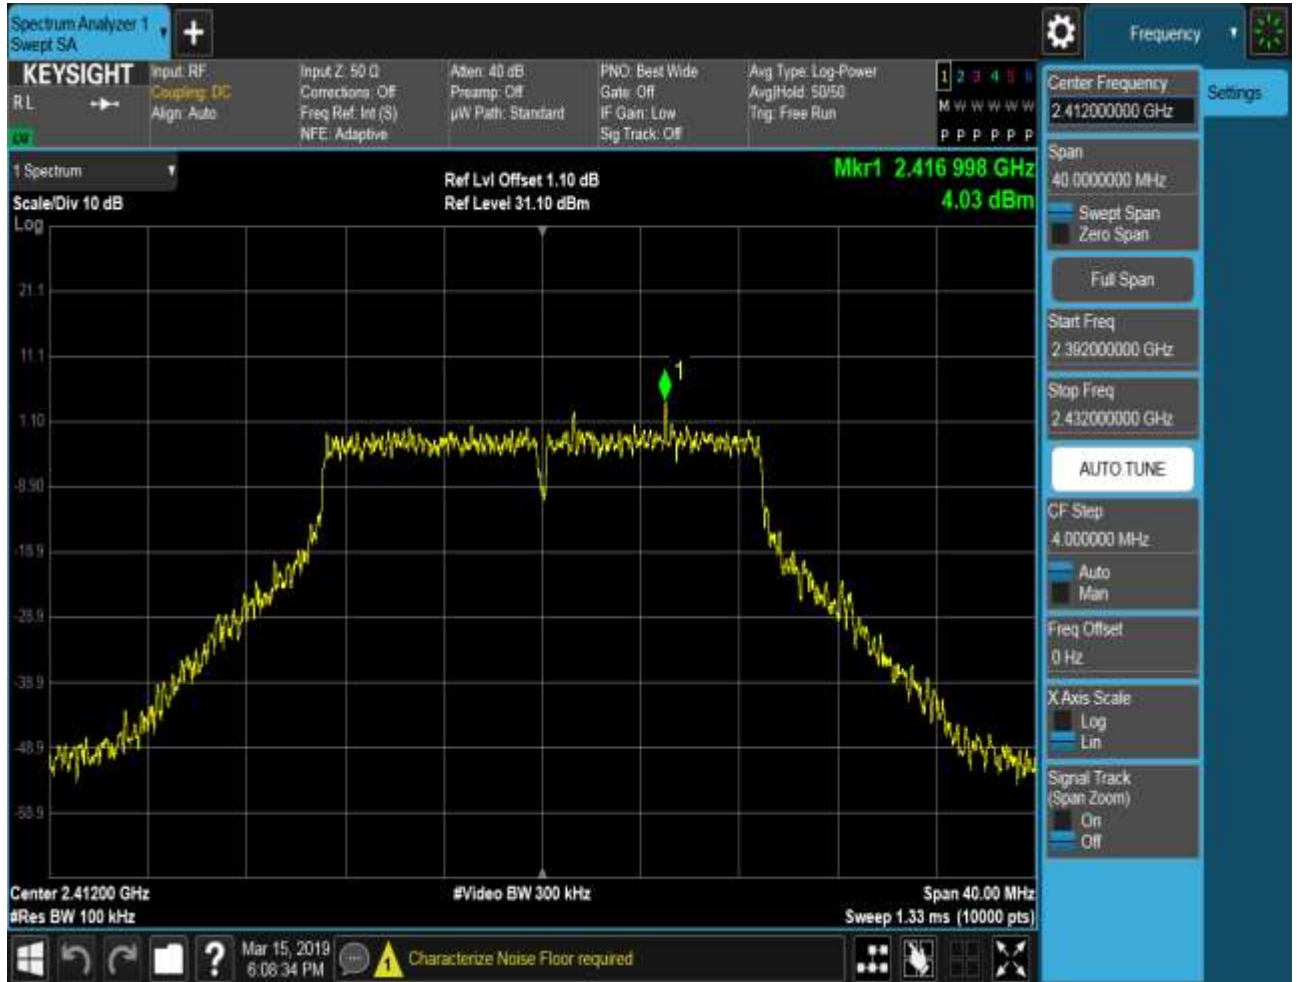 Spectrum Analyzer 1
Swept SA
+
Frequency
KEYSIGHT
RL
Input: RF
Coupling: DC
Align: Auto
Input Z: 50 Ω
Corrections: Off
Freq Ref: Int (S)
NFE: Adaptive
Atten: 40 dB
Preamp: Off
µW Path: Standard
PNO: Best Wide
Gate: Off
IF Gain: Low
Sig Track: Off
Avg Type: Log-Power
Avg|Hold: 50/50
Trig: Free Run
1 2 3 4 5 6
M W W W W W
P P P P P P
1 Spectrum
Scale/Div 10 dB
Log
Ref Lvl Offset 1.10 dB
Ref Level 31.10 dBm
Mkr1 2.416 998 GHz
4.03 dBm
21.1
11.1
1.10
-8.90
-18.9
-28.9
-38.9
-48.9
-58.9
1
Center 2.41200 GHz
#Res BW 100 kHz
#Video BW 300 kHz
Span 40.00 MHz
Sweep 1.33 ms (10000 pts)
Center Frequency
2.412000000 GHz
Settings
Span
40.0000000 MHz
Swept Span
Zero Span
Full Span
Start Freq
2.392000000 GHz
Stop Freq
2.432000000 GHz
AUTO TUNE
CF Step
4.000000 MHz
Auto
Man
Freq Offset
0 Hz
X Axis Scale
Log
Lin
Signal Track
(Span Zoom)
On
Off
?
Mar 15, 2019
6:08:34 PM
1
Characterize Noise Floor required